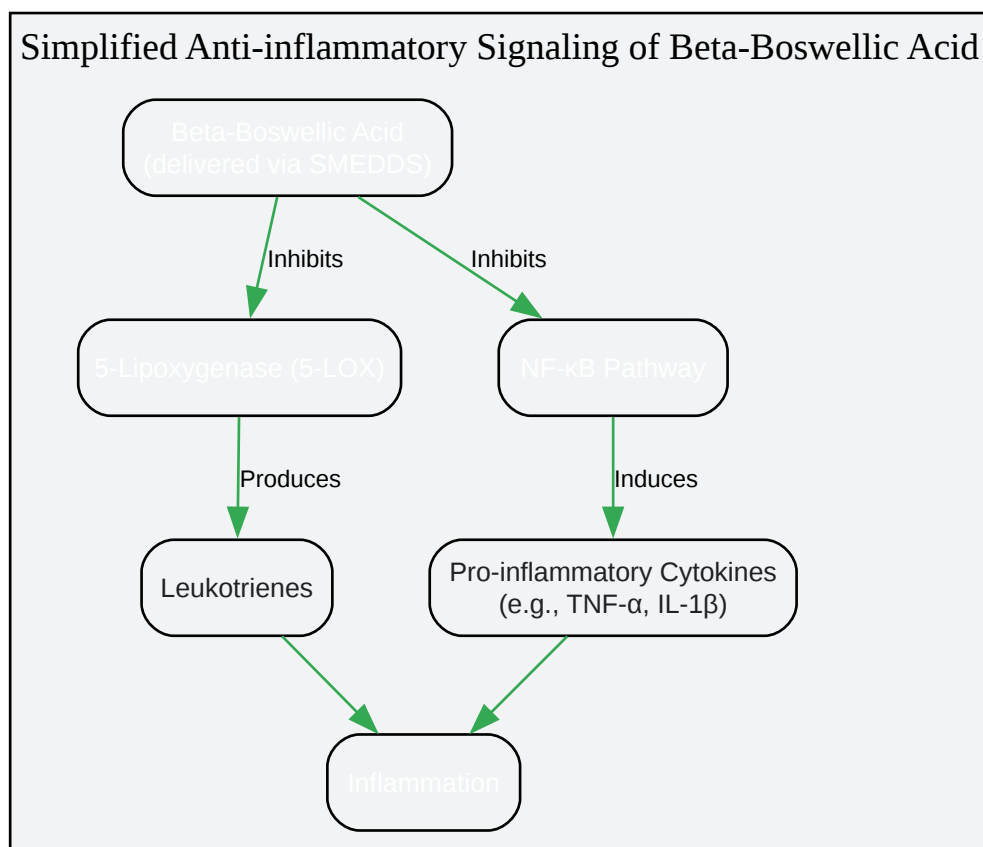 Simplified Anti-inflammatory Signaling of Beta-Boswellic Acid
Beta-Boswellic Acid
(delivered via SMEDDS)
Inhibits
Inhibits
5-Lipoxygenase (5-LOX)
NF-κB Pathway
Produces
Induces
Leukotrienes
Pro-inflammatory Cytokines
(e.g., TNF-α, IL-1β)
Inflammation